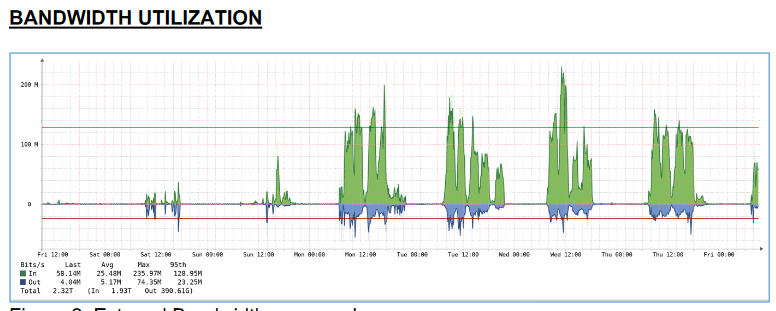 BANDWIDTH UTILIZATION
200 M
100 M
0
Fri 12:00 Sat 00:00 Sat 12:00 Sun 00:00 Sun 12:00 Mon 00:00 Mon 12:00 Tue 00:00 Tue 12:00 Wed 00:00 Wed 12:00 Thu 00:00 Thu 12:00 Fri 00:00
Bits/s Last Avg Max 95th
In 58.14M 25.48M 235.97M 128.95M
Out 4.04M 5.17M 74.35M 23.25M
Total 2.32T (In 1.93T Out 390.61G)